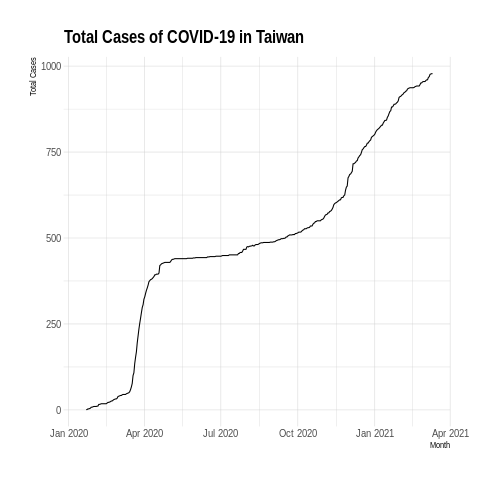 Total Cases of COVID-19 in Taiwan
Total Cases
1000
750
500
250
0
Jan 2020 Apr 2020 Jul 2020 Oct 2020 Jan 2021 Apr 2021
Month